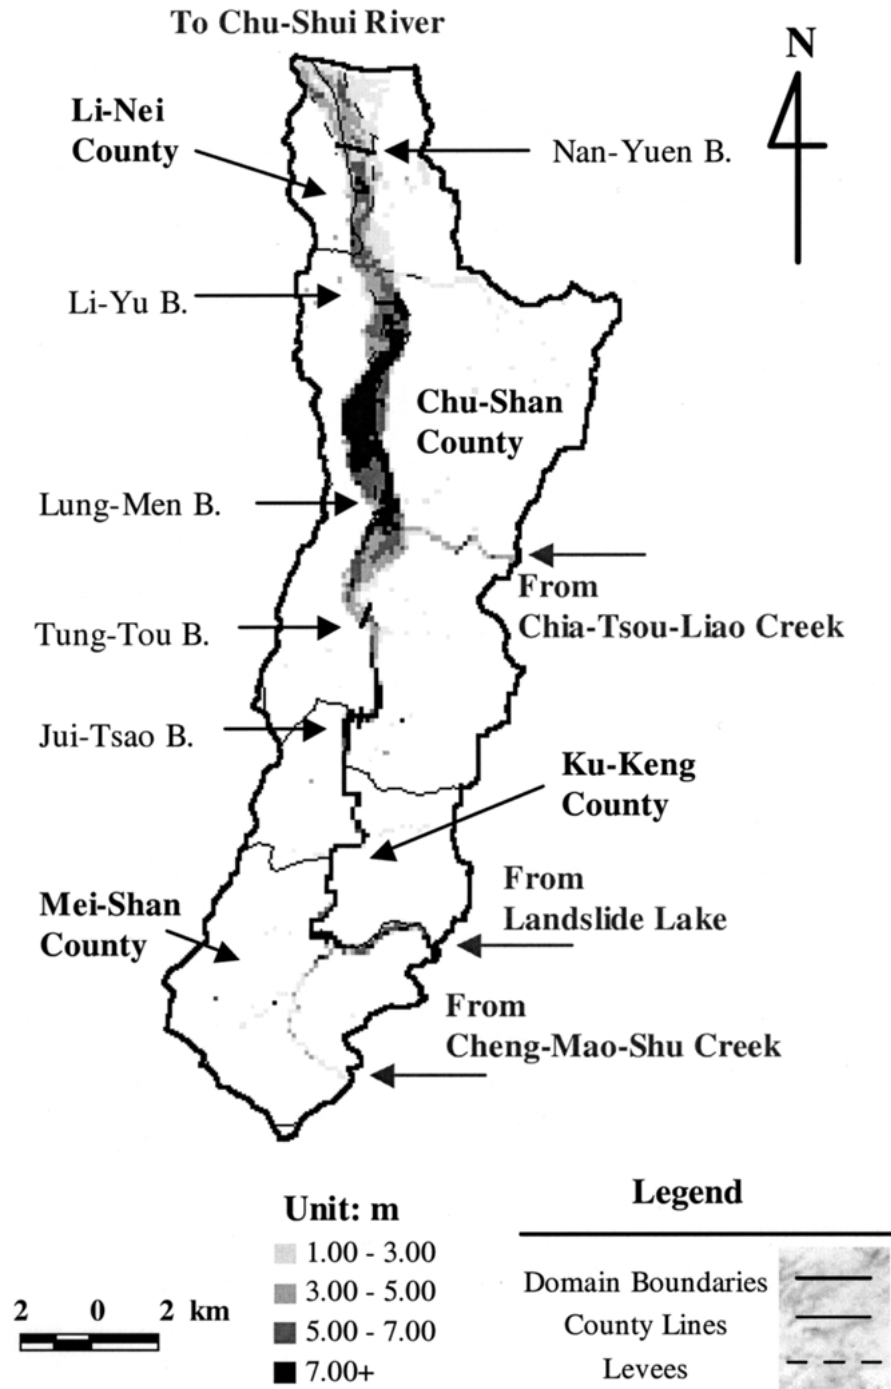 To Chu-Shui River
N
Li-Nei
County
Nan-Yuen B.
Li-Yu B.
Chu-Shan
County
Lung-Men B.
From
Chia-Tsou-Liao Creek
Tung-Tou B.
Jui-Tsao B.
Ku-Keng
County
From
Landslide Lake
Mei-Shan
County
From
Cheng-Mao-Shu Creek
Unit: m
1.00 - 3.00
3.00 - 5.00
5.00 - 7.00
7.00+
2 0 2 km
Legend
Domain Boundaries
County Lines
Levees